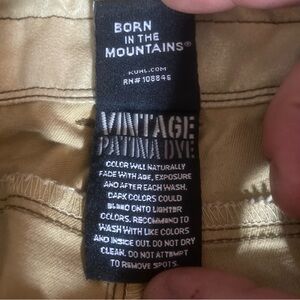 BORN
IN THE
MOUNTAINS®
KUHL.COM
RN#108846
VINTAGE
PATINA DYE
COLOR WILL NATURALLY
FADE WITH AGE, EXPOSURE
AND AFTER EACH WASH.
DARK COLORS COULD
BLEED ONTO LIGHTER
COLORS. RECOMMEND TO
WASH WITH LIKE COLORS
AND INSIDE OUT. DO NOT DRY
CLEAN. DO NOT ATTEMPT
TO REMOVE SPOTS.